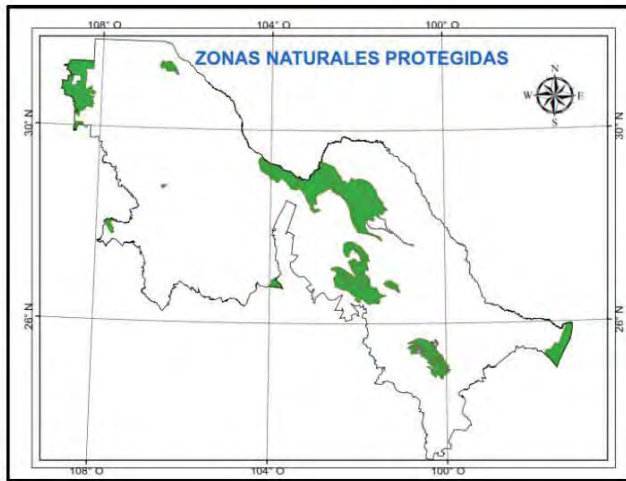 108° O 104° O 100° O
ZONAS NATURALES PROTEGIDAS
N
W E
S
30° N 30° N
26° N 26° N
108° O 104° O 100° O